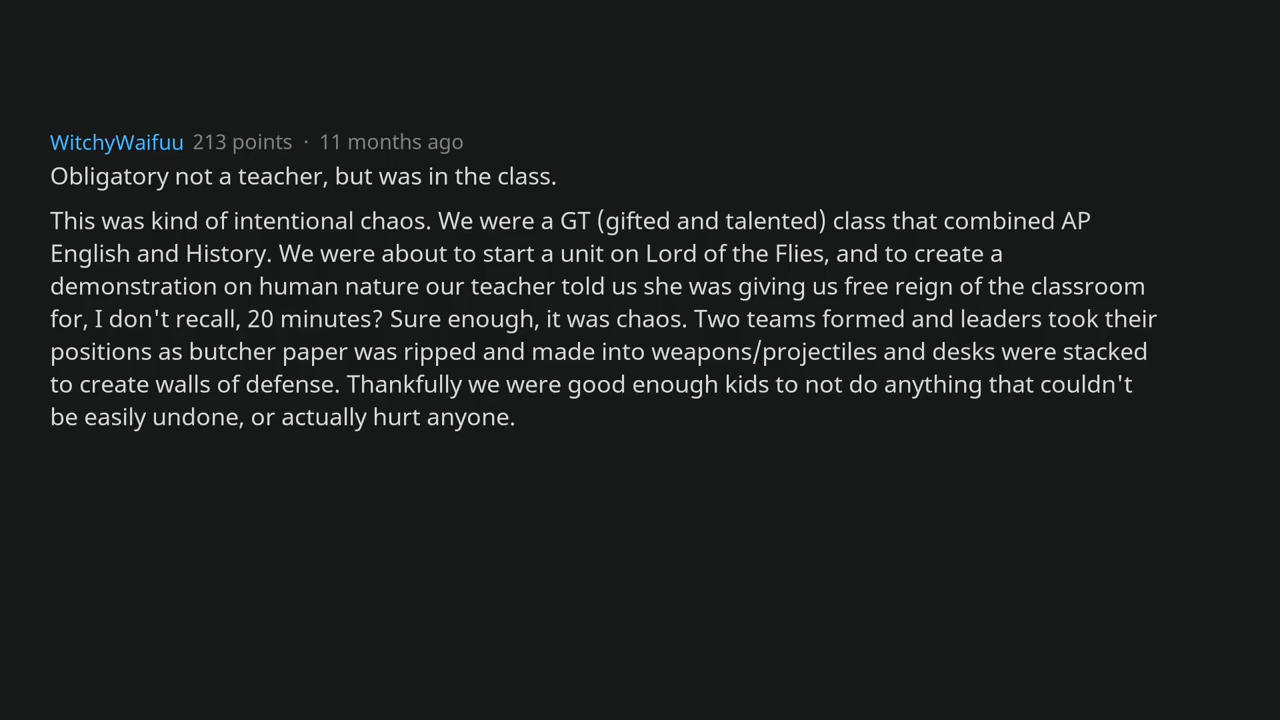 WitchyWaifuu 213 points · 11 months ago
Obligatory not a teacher, but was in the class.
This was kind of intentional chaos. We were a GT (gifted and talented) class that combined AP
English and History. We were about to start a unit on Lord of the Flies, and to create a
demonstration on human nature our teacher told us she was giving us free reign of the classroom
for, I don't recall, 20 minutes? Sure enough, it was chaos. Two teams formed and leaders took their
positions as butcher paper was ripped and made into weapons/projectiles and desks were stacked
to create walls of defense. Thankfully we were good enough kids to not do anything that couldn't
be easily undone, or actually hurt anyone.